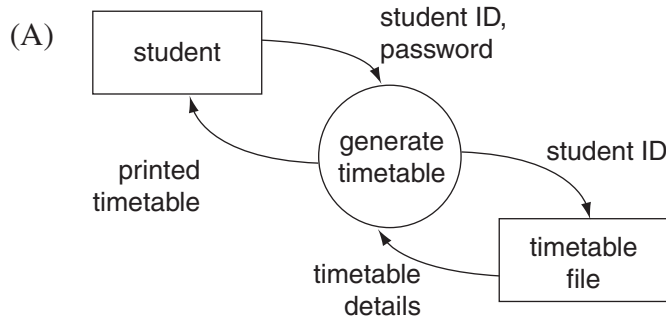 (A)
student
student ID,
password
generate
timetable
printed
timetable
student ID
timetable
details
timetable
file